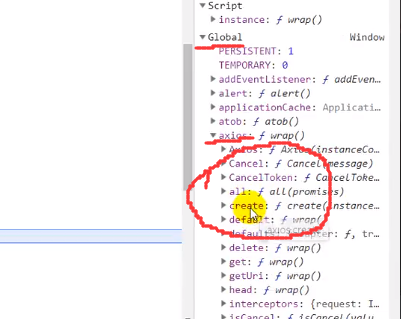 Script
instance: ƒ wrap()
Global Window
PERSISTENT: 1
TEMPORARY: 0
addEventListener: ƒ addEven…
alert: ƒ alert()
applicationCache: Applicati…
atob: ƒ atob()
axios: ƒ wrap()
Axios: ƒ Axios(instanceCo
Cancel: ƒ Cancel(message)
CancelToken: ƒ CancelToke…
all: ƒ all(promises)
create: ƒ create(instance…
default: ƒ wrap()
ƒ, tr…
delete: ƒ wrap()
get: ƒ wrap()
getUri: ƒ wrap()
head: ƒ wrap()
interceptors: {request: I…
isCancel: ƒ isCancel(valu…